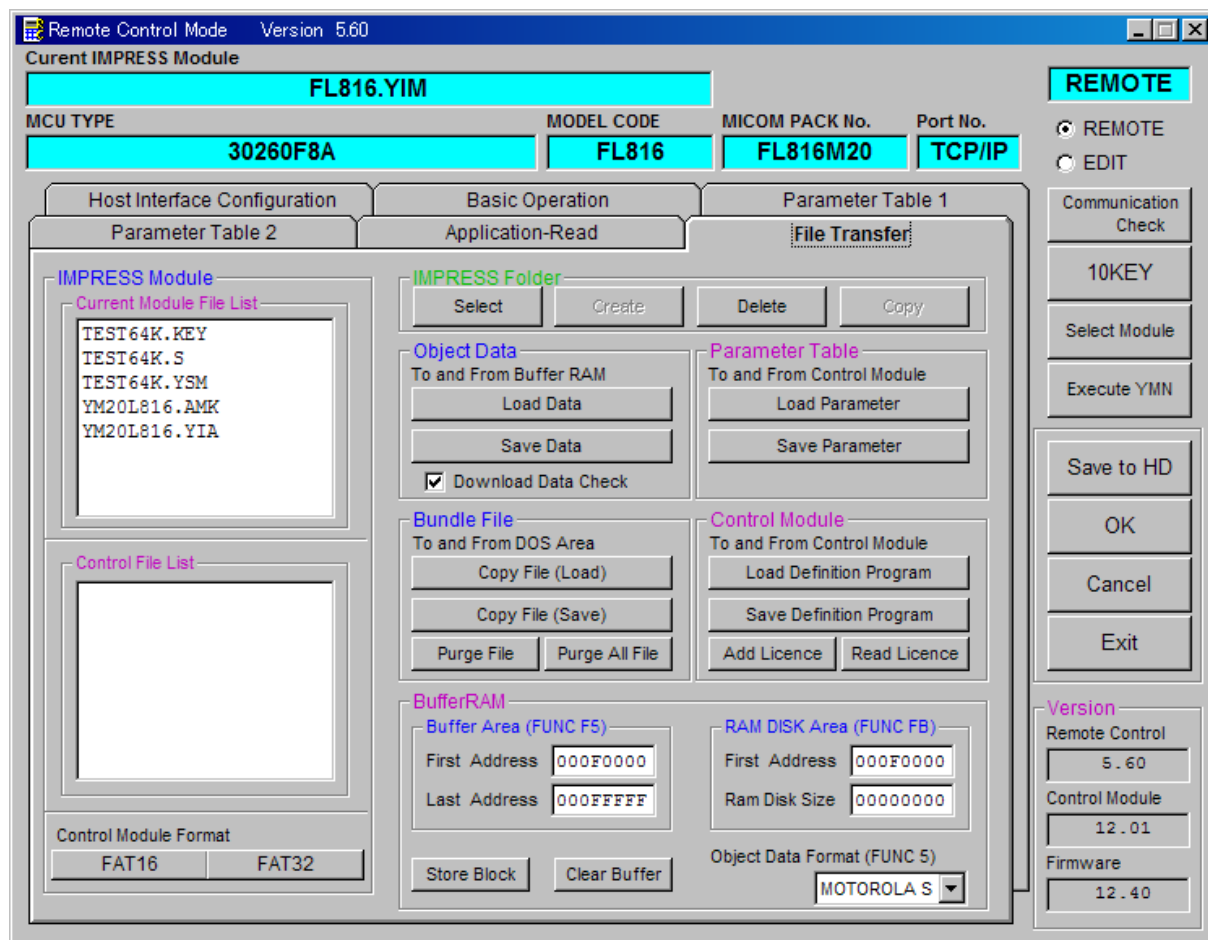 Remote Control Mode Version 5.60
Curent IMPRESS Module
FL816.YIM
REMOTE
MCU TYPE
MODEL CODE
MICOM PACK No.
Port No.
30260F8A
FL816
FL816M20
TCP/IP
REMOTE
EDIT
Host Interface Configuration
Basic Operation
Parameter Table 1
Parameter Table 2
Application-Read
File Transfer
Communication
Check
10KEY
Select Module
Execute YMN
Save to HD
OK
Cancel
Exit
IMPRESS Module
Current Module File List
TEST64K.KEY
TEST64K.S
TEST64K.YSM
YM20L816.AMK
YM20L816.YIA
Control File List
Control Module Format
FAT16
FAT32
IMPRESS Folder
Select
Create
Delete
Copy
Object Data
To and From Buffer RAM
Load Data
Save Data
Download Data Check
Parameter Table
To and From Control Module
Load Parameter
Save Parameter
Bundle File
To and From DOS Area
Copy File (Load)
Copy File (Save)
Purge File
Purge All File
Control Module
To and From Control Module
Load Definition Program
Save Definition Program
Add Licence
Read Licence
BufferRAM
Buffer Area (FUNC F5)
First Address 000F0000
Last Address 000FFFFF
RAM DISK Area (FUNC FB)
First Address 000F0000
Ram Disk Size 00000000
Store Block
Clear Buffer
Object Data Format (FUNC 5)
MOTOROLA S
Version
Remote Control
5.60
Control Module
12.01
Firmware
12.40